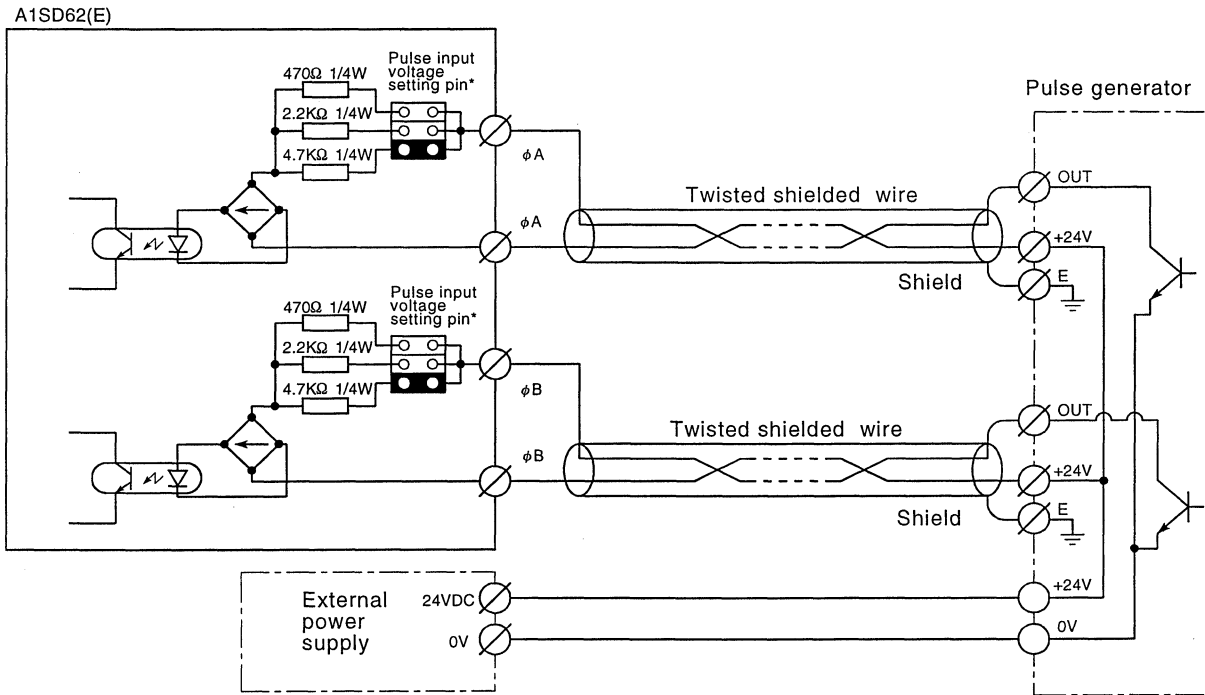 A1SD62(E)
Pulse input
voltage
setting pin*
470Ω 1/4W
2.2KΩ 1/4W
4.7KΩ 1/4W
φA
φA
Twisted shielded wire
Shield
Pulse generator
OUT
+24V
E
Pulse input
voltage
setting pin*
470Ω 1/4W
2.2KΩ 1/4W
4.7KΩ 1/4W
φB
φB
Twisted shielded wire
Shield
OUT
+24V
E
External
power
supply
24VDC
0V
+24V
0V